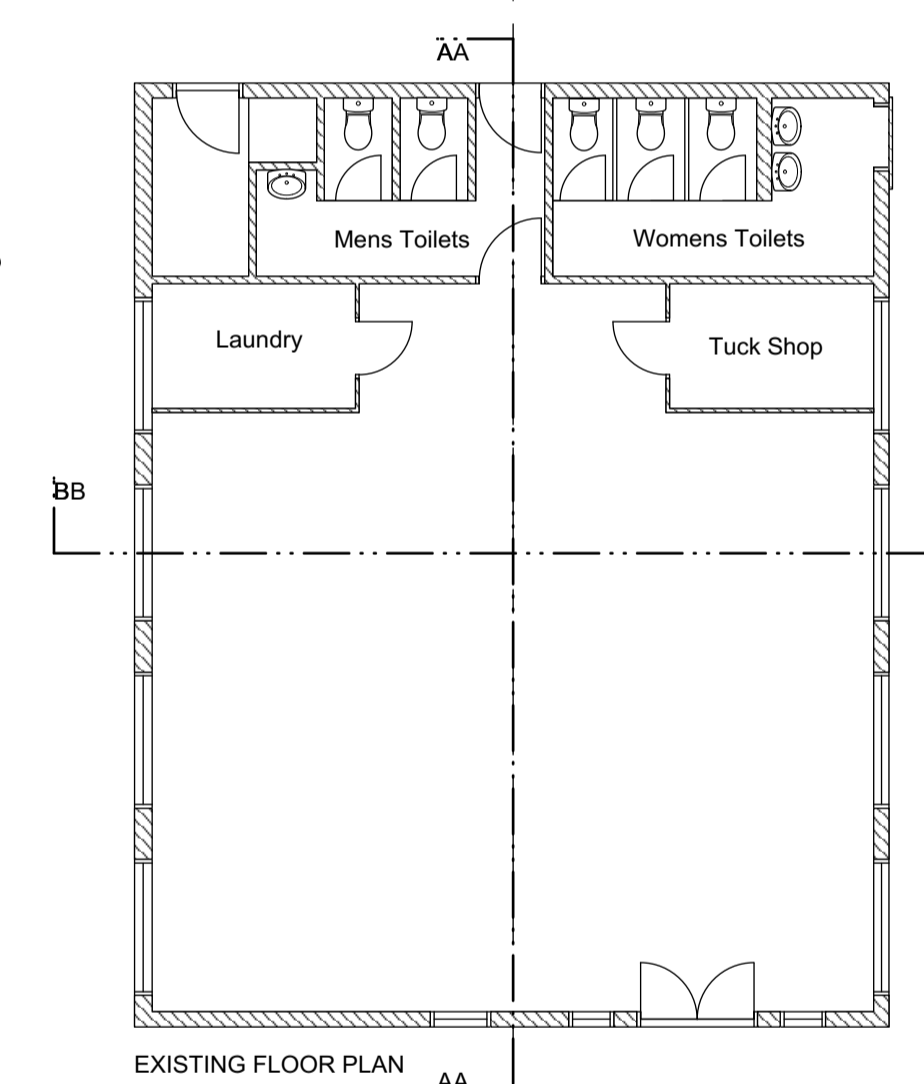 AA
Mens Toilets
Womens Toilets
Laundry
Tuck Shop
BB
EXISTING FLOOR PLAN
AA